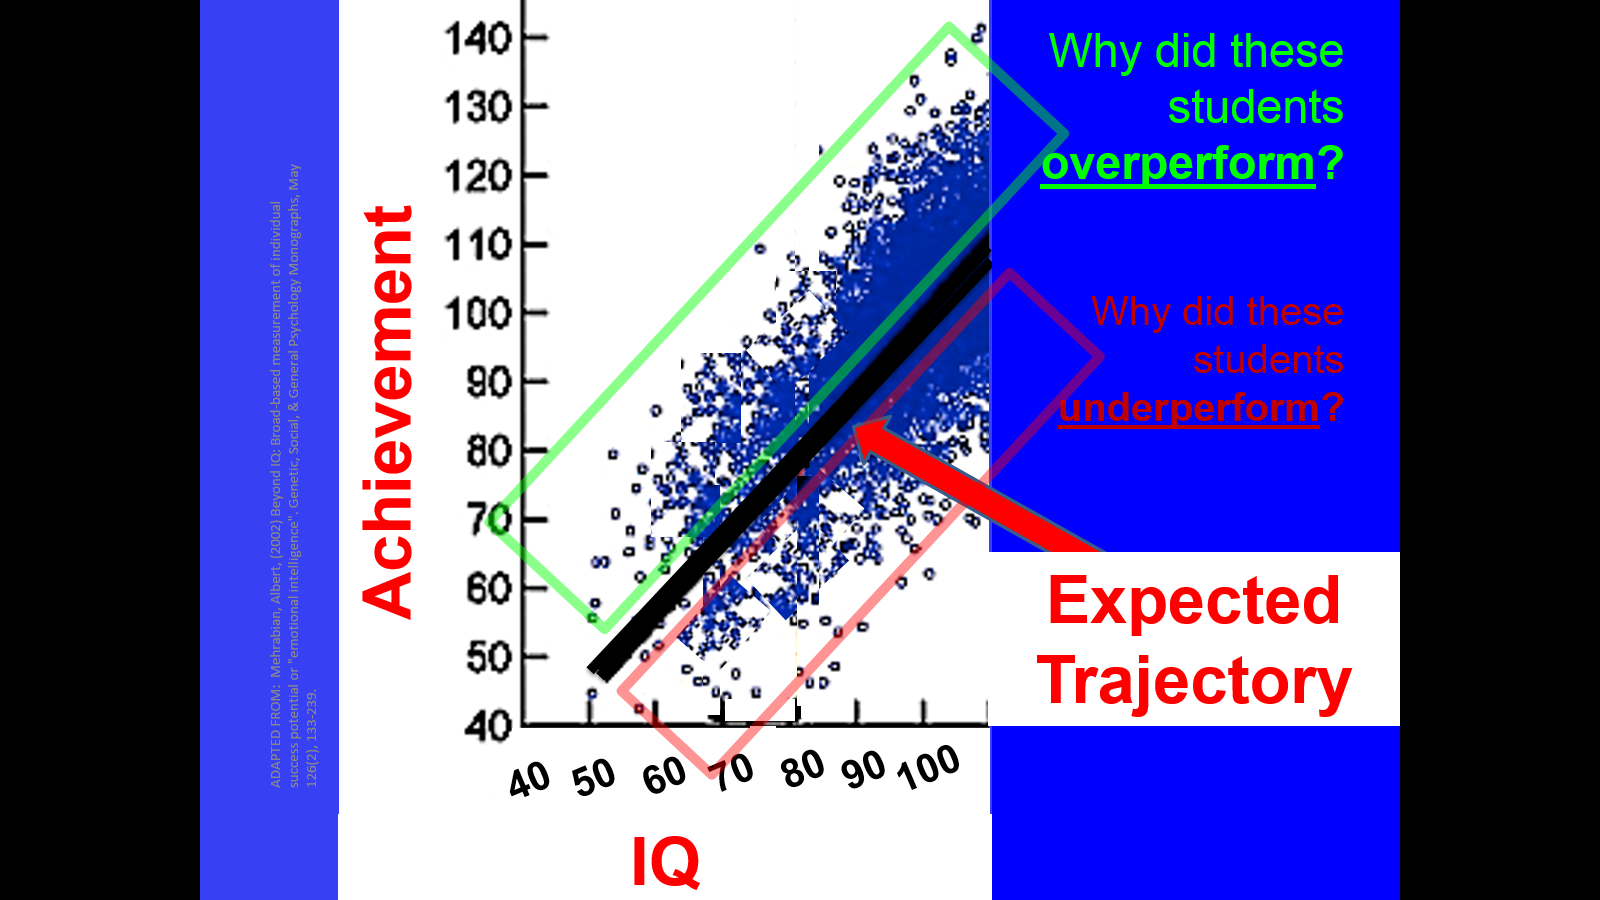 Why did these
students
overperform?
Why did these
students
underperform?
Expected
Trajectory
Achievement
140
130
120
110
100
90
80
70
60
50
40
40 50 60 70 80 90 100
IQ
ADAPTED FROM: Mehrabian, Albert, (2002) Beyond IQ: Broad-based measurement of individual
success potential or "emotional intelligence". Genetic, Social, & General Psychology Monographs, May
126(2), 133-239.